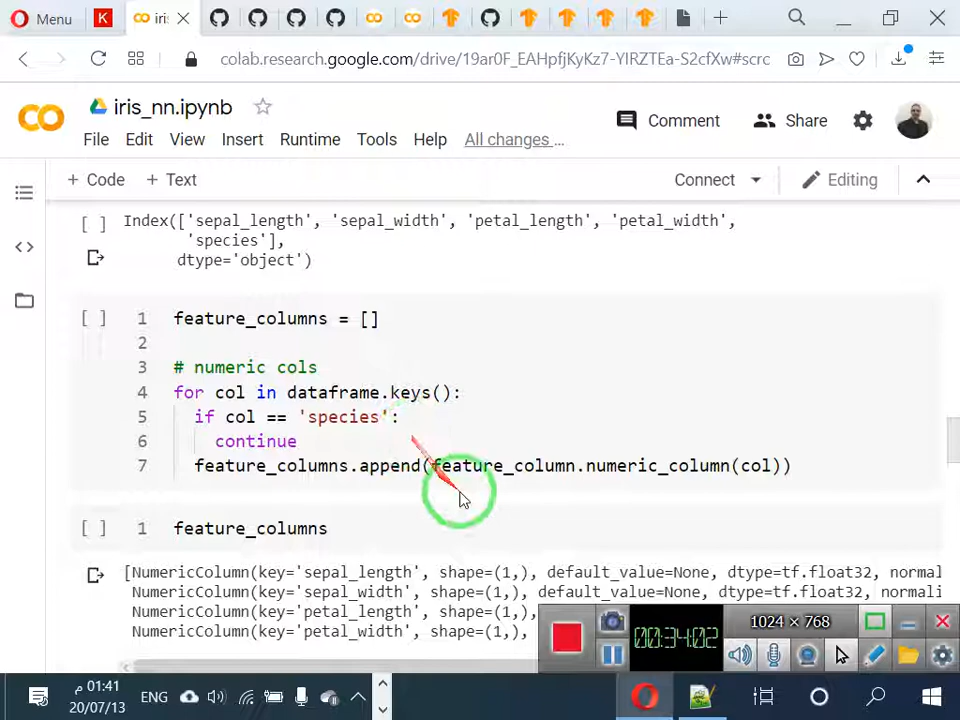 Menu
iris
colab.research.google.com/drive/19ar0F_EAHpfjKyKz7-YIRZTEa-S2cfXw#scrc
iris_nn.ipynb
Comment
Share
File Edit View Insert Runtime Tools Help All changes …
+ Code + Text
Connect
Editing
[ ] Index(['sepal_length', 'sepal_width', 'petal_length', 'petal_width',
'species'],
dtype='object')
[ ] 1 feature_columns = []
2
3 # numeric cols
4 for col in dataframe.keys():
5 if col == 'species':
6 continue
7 feature_columns.append(feature_column.numeric_column(col))
[ ] 1 feature_columns
[NumericColumn(key='sepal_length', shape=(1,), default_value=None, dtype=tf.float32, normal
NumericColumn(key='sepal_width', shape=(1,), default_value=None, dtype=tf.float32, normali
NumericColumn(key='petal_length', shape=(1,),
NumericColumn(key='petal_width', shape=(1,),
1024 × 768
00:34:02
01:41 م
20/07/13
ENG